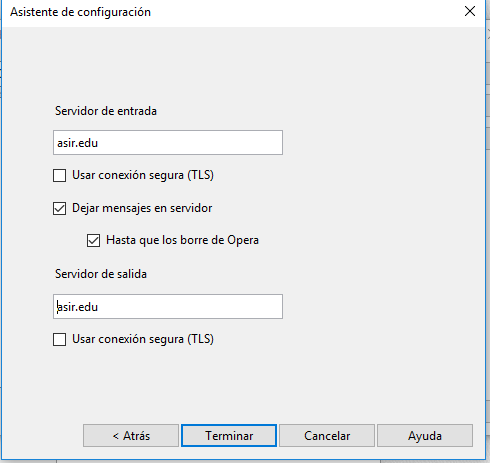 Asistente de configuración
Servidor de entrada
asir.edu
Usar conexión segura (TLS)
Dejar mensajes en servidor
Hasta que los borre de Opera
Servidor de salida
asir.edu
Usar conexión segura (TLS)
< Atrás Terminar Cancelar Ayuda